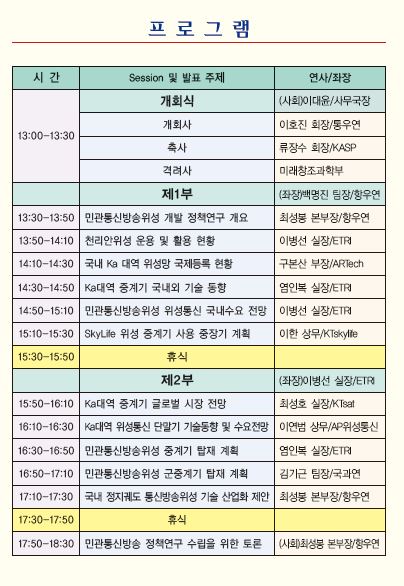 프로그램
시 간 Session 및 발표 주제 연사/좌장
13:00-13:30 개회식 (사회)이대윤/사무국장
개회사 이호진 회장/통우연
축사 류장수 회장/KASP
격려사 미래창조과학부
제1부 (좌장)백명진 팀장/항우연
13:30-13:50 민관통신방송위성 개발 정책연구 개요 최성봉 본부장/항우연
13:50-14:10 천리안위성 운용 및 활용 현황 이병선 실장/ETRI
14:10-14:30 국내 Ka 대역 위성망 국제등록 현황 구본산 부장/ARTech
14:30-14:50 Ka대역 중계기 국내외 기술 동향 염인복 실장/ETRI
14:50-15:10 민관통신방송위성 위성통신 국내수요 전망 이병선 실장/ETRI
15:10-15:30 SkyLife 위성 중계기 사용 중장기 계획 이한 상무/KTskylife
15:30-15:50 휴식
제2부 (좌장)이병선 실장/ETRI
15:50-16:10 Ka대역 중계기 글로벌 시장 전망 최성호 실장/KTsat
16:10-16:30 Ka대역 위성통신 단말기 기술동향 및 수요전망 이연범 상무/AP위성통신
16:30-16:50 민관통신방송위성 중계기 탑재 계획 염인복 실장/ETRI
16:50-17:10 민관통신방송위성 군중계기 탑재 계획 김기근 팀장/국과연
17:10-17:30 국내 정지궤도 통신방송위성 기술 산업화 제안 최성봉 본부장/항우연
17:30-17:50 휴식
17:50-18:30 민관통신방송 정책연구 수립을 위한 토론 (사회)최성봉 본부장/항우연